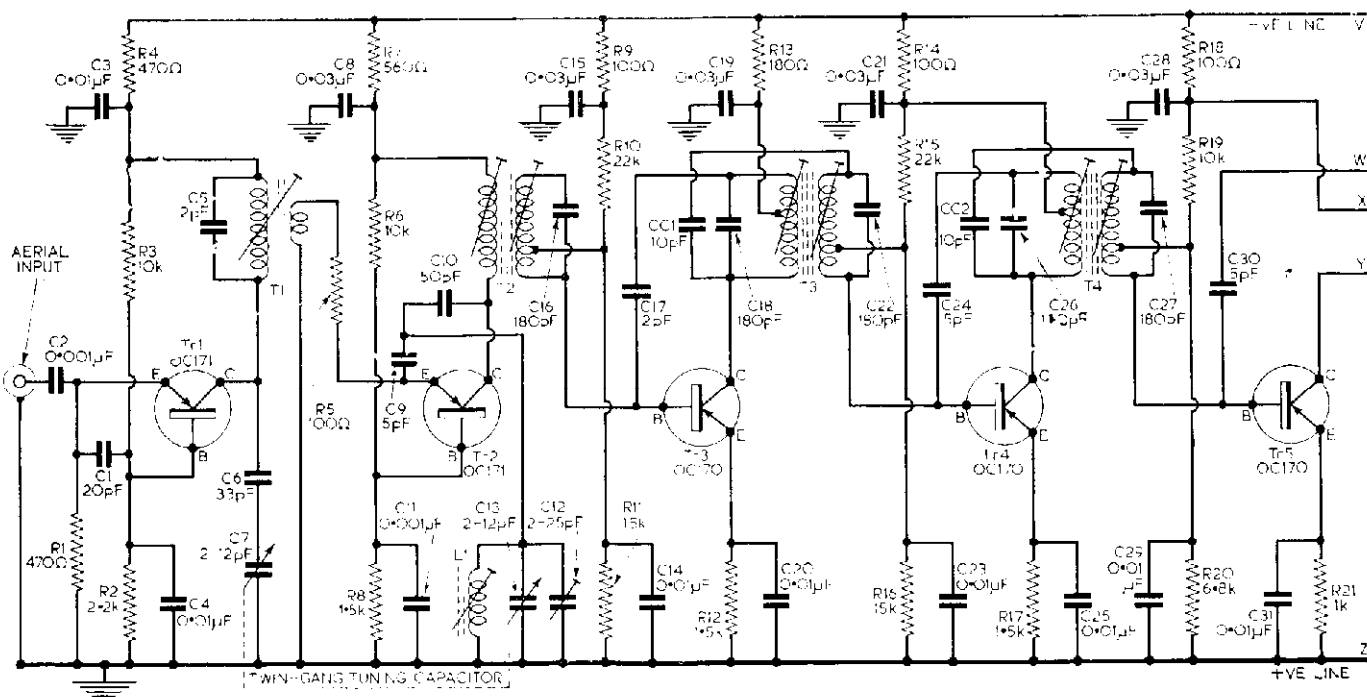 R4
470Ω
C3
0·01μF
C5
2pF
R3
10k
T1
AERIAL
INPUT
C2
0·001μF
Tr1
OC171
E
C
B
C1
20pF
R1
470Ω
R2
2·2k
C4
0·01μF
C6
33pF
C7
2-12pF
C8
0·03μF
560Ω
R6
10k
C10
50pF
R5
100Ω
C9
5pF
E
C
B
Tr2
OC171
T2
C11
0·001μF
R8
1·5k
L1
C13
2-12pF
C12
2-25pF
TWIN-GANG TUNING CAPACITOR
C15
0·03μF
R9
100Ω
R10
22k
C16
180pF
C17
2pF
R11
15k
C14
0·01μF
B
C
E
Tr3
OC170
R12
1·5k
C20
0·01μF
C19
0·03μF
R13
180Ω
CC1
10pF
C18
180pF
T3
C22
180pF
C21
0·03μF
R14
100Ω
R15
22k
C24
5pF
R16
15k
C23
0·01μF
B
C
E
Tr4
OC170
R17
1·5k
C25
0·01μF
CC2
10pF
C26
T4
C27
180pF
C28
0·03μF
R18
100Ω
R19
10k
C30
5pF
C29
0·01
μF
R20
6·8k
B
C
E
Tr5
OC170
C31
0·01μF
R21
1k
-VE LINE
V
W
X
Y
Z
+VE LINE